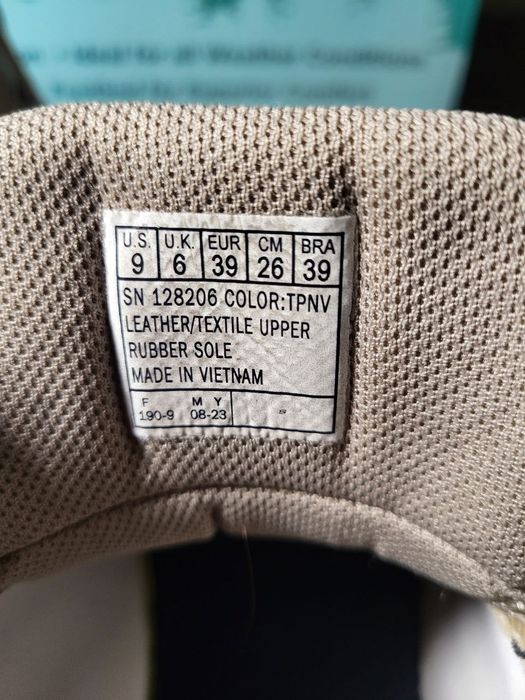 U.S. U.K. EUR CM BRA
9 6 39 26 39
SN 128206 COLOR:TPNV
LEATHER/TEXTILE UPPER
RUBBER SOLE
MADE IN VIETNAM
F M Y
190-9 08-23